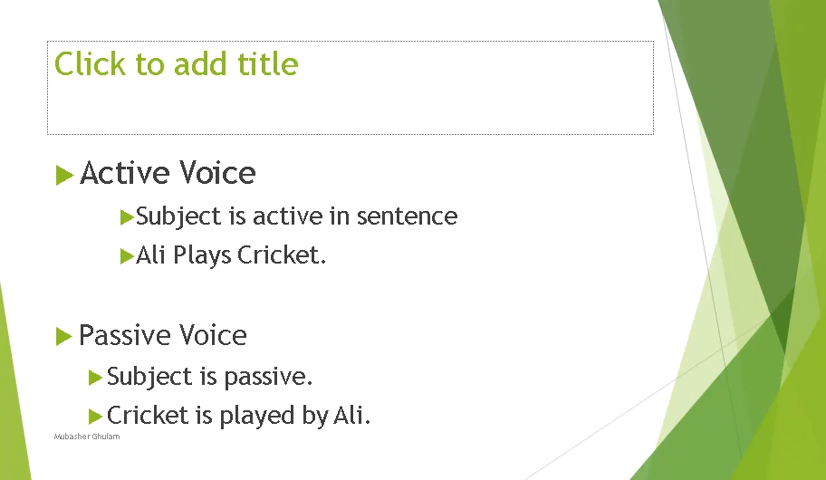 Click to add title
Active Voice
Subject is active in sentence
Ali Plays Cricket.
Passive Voice
Subject is passive.
Cricket is played by Ali.
Mubasher Ghulam